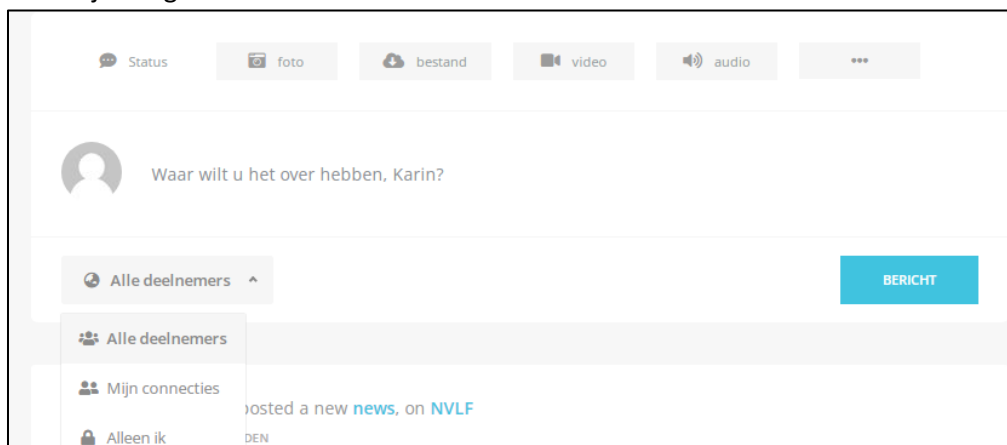 Status foto bestand video audio
Waar wilt u het over hebben, Karin?
Alle deelnemers
BERICHT
Alle deelnemers
Mijn connecties
posted a new news, on NVLF
Alleen ik
DEN